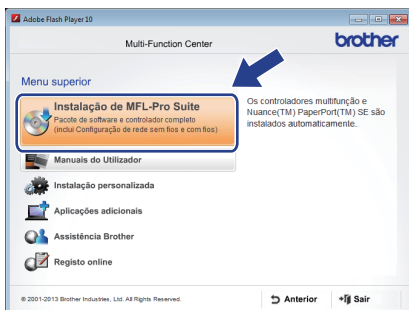 Adobe Flash Player 10
Multi-Function Center
brother
Menu superior
Instalação de MFL-Pro Suite
Pacote de software e controlador completo
(inclui Configuração de rede sem fios e com fios)
Os controladores multifunção e
Nuance(TM) PaperPort(TM) SE são
instalados automaticamente.
Manuais do Utilizador
Instalação personalizada
Aplicações adicionais
Assistência Brother
Registo online
© 2001-2013 Brother Industries, Ltd. All Rights Reserved.
Anterior
Sair